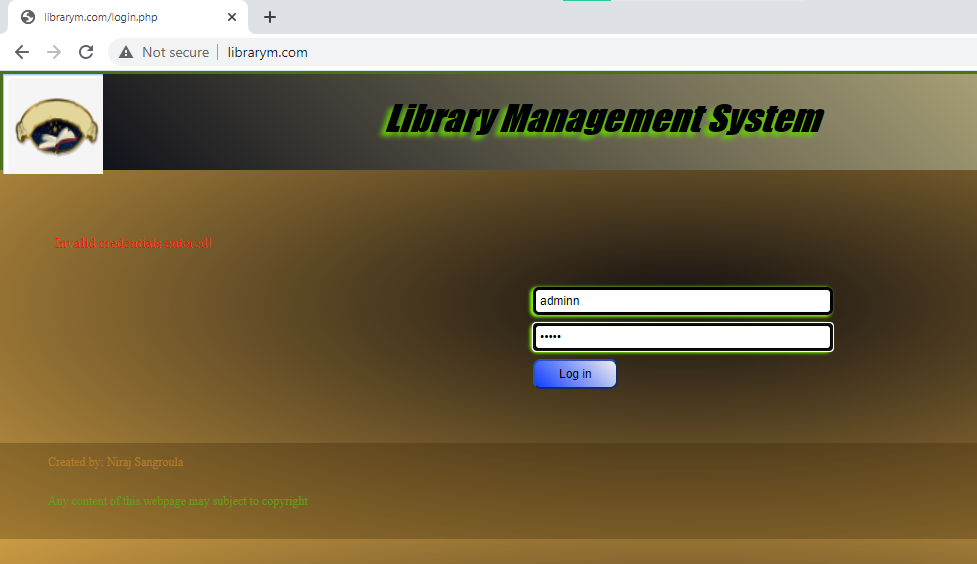 librarym.com/login.php
Not secure
librarym.com
Library Management System
Invalid credentials entered!
adminn
•••••
Log in
Created by: Niraj Sangroula
Any content of this webpage may subject to copyright